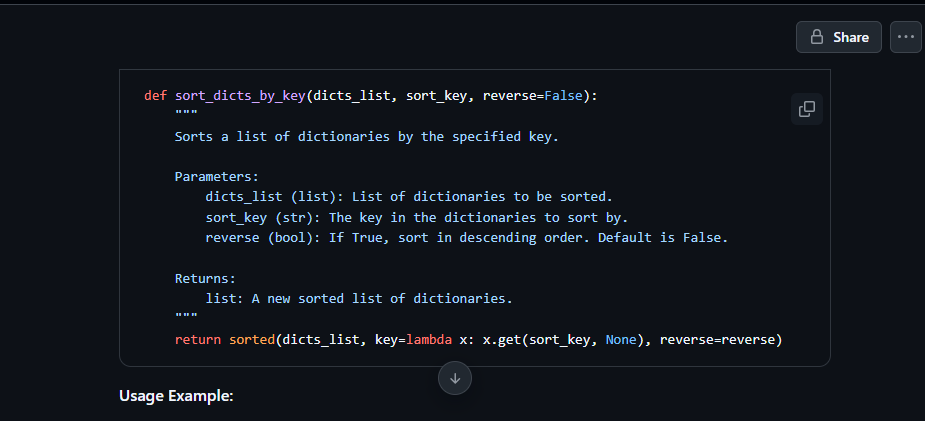 Share
def sort_dicts_by_key(dicts_list, sort_key, reverse=False):
"""
Sorts a list of dictionaries by the specified key.
Parameters:
dicts_list (list): List of dictionaries to be sorted.
sort_key (str): The key in the dictionaries to sort by.
reverse (bool): If True, sort in descending order. Default is False.
Returns:
list: A new sorted list of dictionaries.
"""
return sorted(dicts_list, key=lambda x: x.get(sort_key, None), reverse=reverse)
Usage Example: